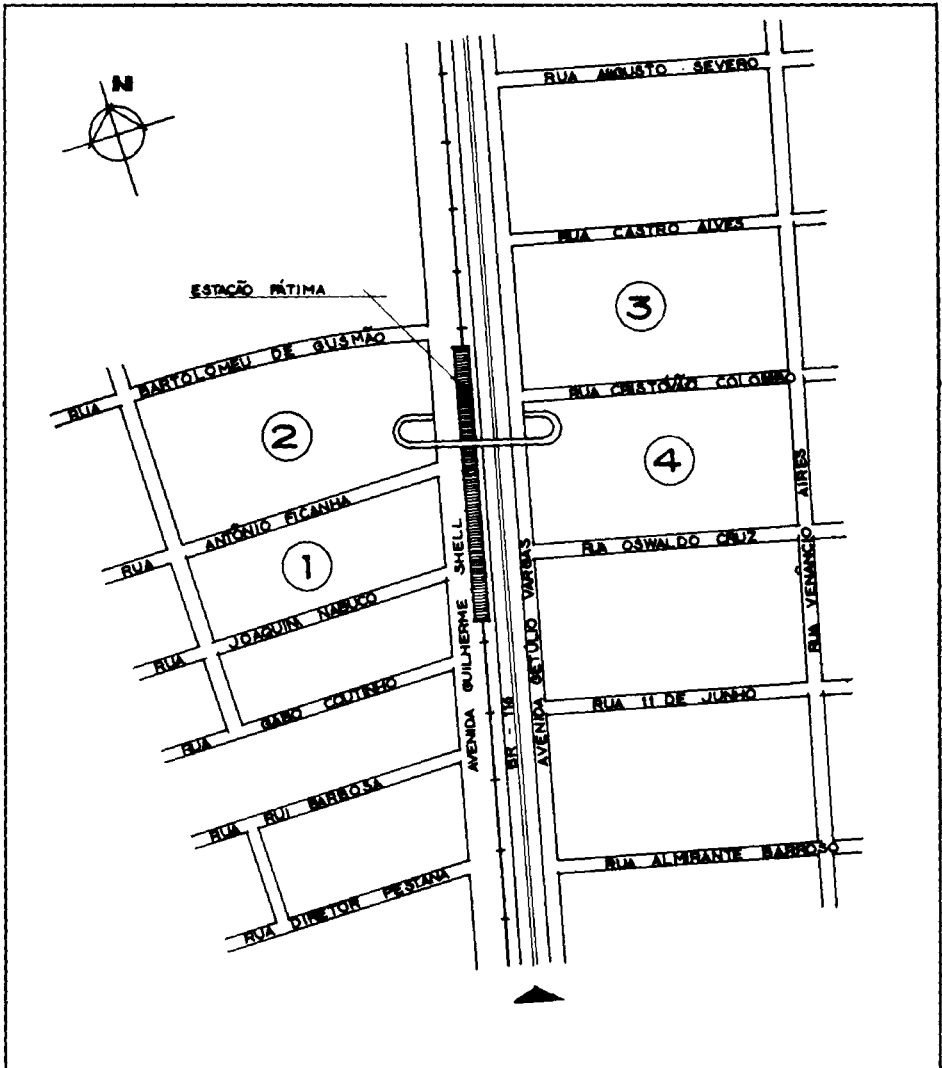 N
RUA AUGUSTO SEVERO
RUA CASTRO ALVES
ESTAÇÃO FÁTIMA
3
RUA BARTOLOMEU DE GUSMÃO
RUA CRISTÓVÃO COLOMBO
2
4
RUA ANTÔNIO FICANHA
RUA OSWALDO CRUZ
1
RUA JOAQUIM NABUCO
AVENIDA GUILHERME SHELL
BR - 116
AVENIDA GETÚLIO VARGAS
RUA VENÂNCIO AIRES
RUA GABO COUTINHO
RUA 11 DE JUNHO
RUA RUI BARBOSA
RUA ALMIRANTE BARROSO
RUA DIRETOR PESTANA